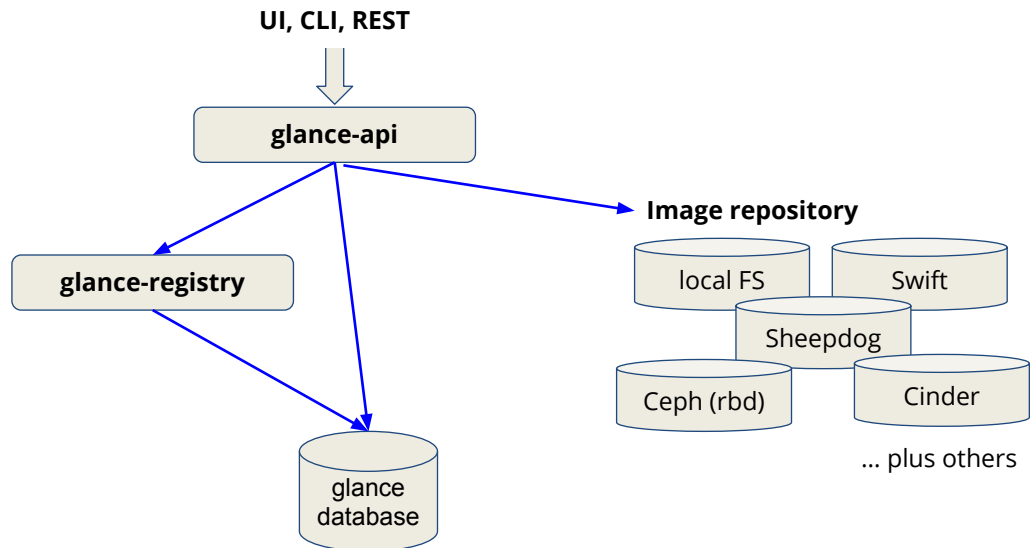 UI, CLI, REST
glance-api
Image repository
glance-registry
local FS
Swift
Sheepdog
Ceph (rbd)
Cinder
... plus others
glance
database